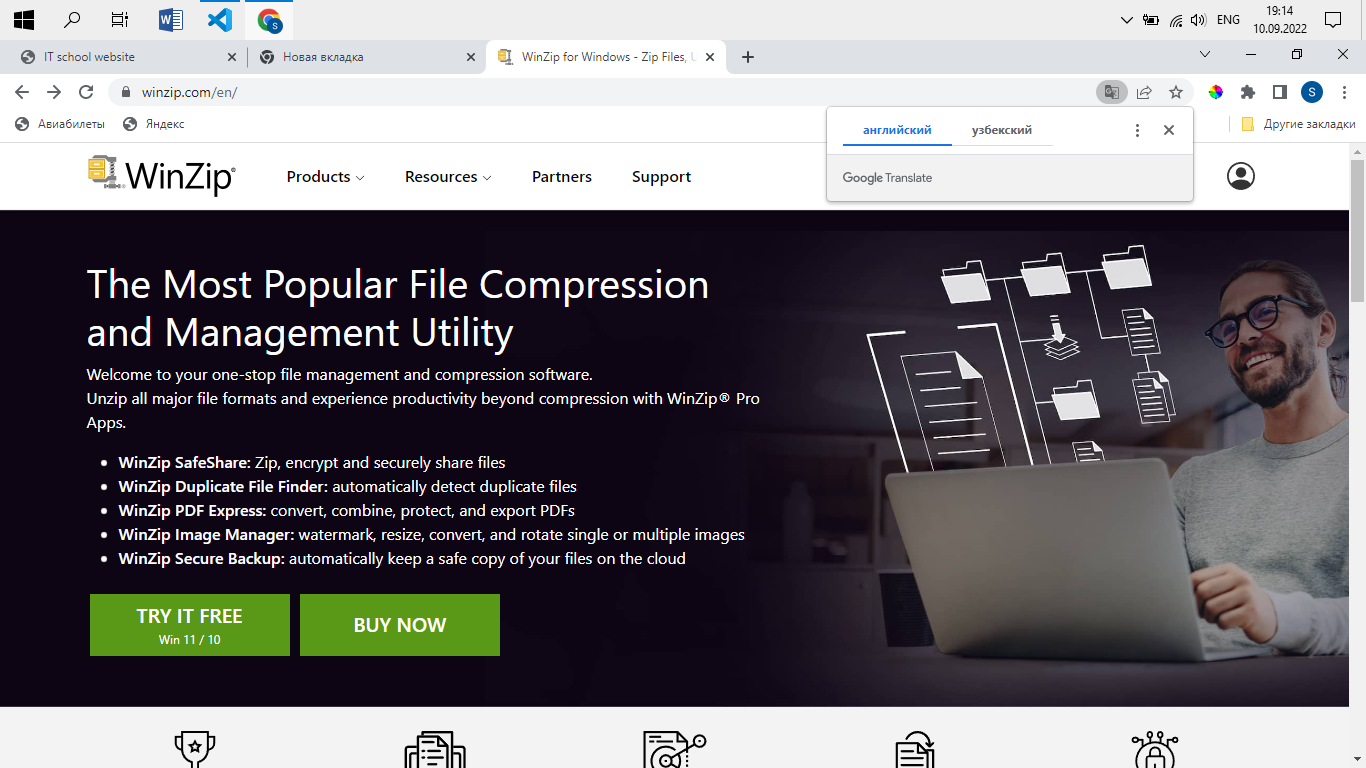 ENG
19:14
10.09.2022
IT school website
Новая вкладка
WinZip for Windows - Zip Files, U
winzip.com/en/
S
Авиабилеты
Яндекс
Другие закладки
английский
узбекский
Google Translate
WinZip®
Products
Resources
Partners
Support
The Most Popular File Compression
and Management Utility
Welcome to your one-stop file management and compression software.
Unzip all major file formats and experience productivity beyond compression with WinZip® Pro
Apps.
WinZip SafeShare: Zip, encrypt and securely share files
WinZip Duplicate File Finder: automatically detect duplicate files
WinZip PDF Express: convert, combine, protect, and export PDFs
WinZip Image Manager: watermark, resize, convert, and rotate single or multiple images
WinZip Secure Backup: automatically keep a safe copy of your files on the cloud
TRY IT FREE
Win 11 / 10
BUY NOW